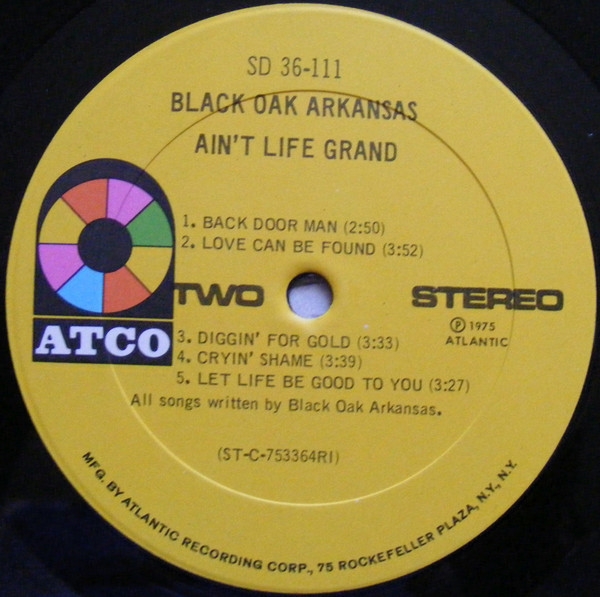 SD 36-111
BLACK OAK ARKANSAS
AIN'T LIFE GRAND
1. BACK DOOR MAN (2:50)
2. LOVE CAN BE FOUND (3:52)
TWO
STEREO
ATCO
Ⓟ 1975
ATLANTIC
3. DIGGIN' FOR GOLD (3:33)
4. CRYIN' SHAME (3:39)
5. LET LIFE BE GOOD TO YOU (3:27)
All songs written by Black Oak Arkansas.
(ST-C-753364RI)
MFG. BY ATLANTIC RECORDING CORP., 75 ROCKEFELLER PLAZA, N.Y., N.Y.